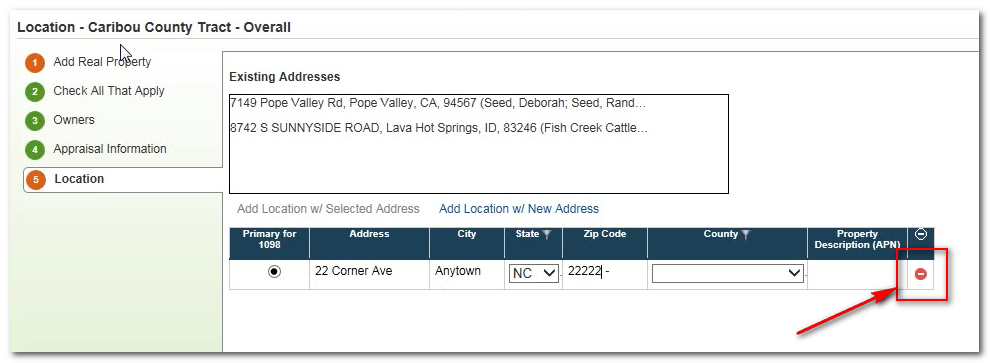 Location - Caribou County Tract - Overall
1 Add Real Property
2 Check All That Apply
3 Owners
4 Appraisal Information
5 Location
Existing Addresses
7149 Pope Valley Rd, Pope Valley, CA, 94567 (Seed, Deborah; Seed, Rand...
8742 S SUNNYSIDE ROAD, Lava Hot Springs, ID, 83246 (Fish Creek Cattle...
Add Location w/ Selected Address Add Location w/ New Address
Primary for 1098 Address City State Zip Code County Property Description (APN)
22 Corner Ave Anytown NC 22222 -